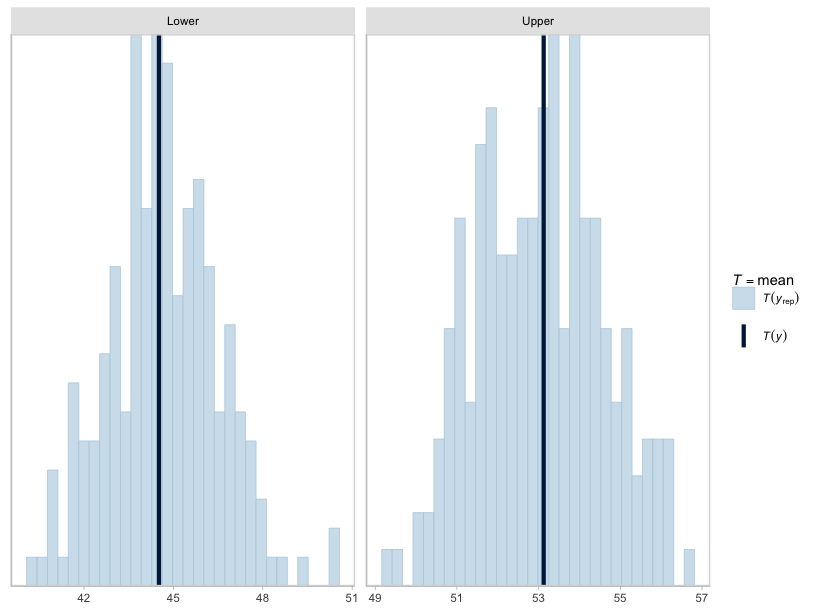 Lower
Upper
42 45 48 51
49 51 53 55 57
T = mean
T(yrep)
T(y)